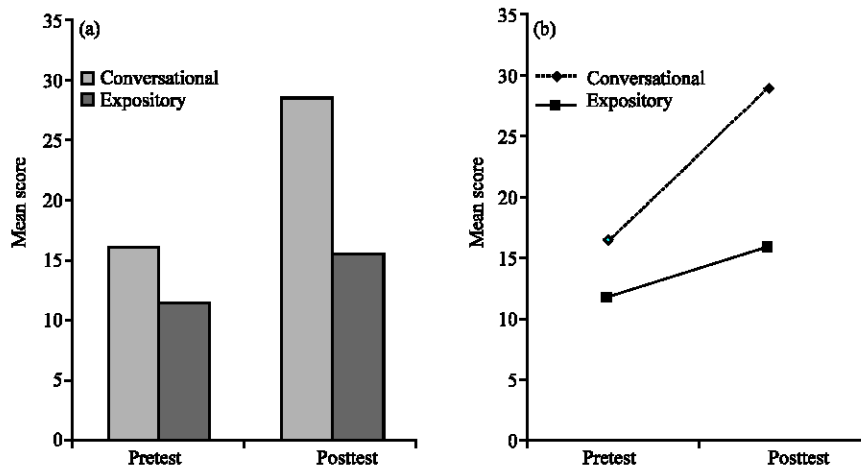 (a)
Conversational
Expository
Mean score
35
30
25
20
15
10
5
0
Pretest Posttest
(b)
Conversational
Expository
Mean score
35
30
25
20
15
10
5
0
Pretest Posttest